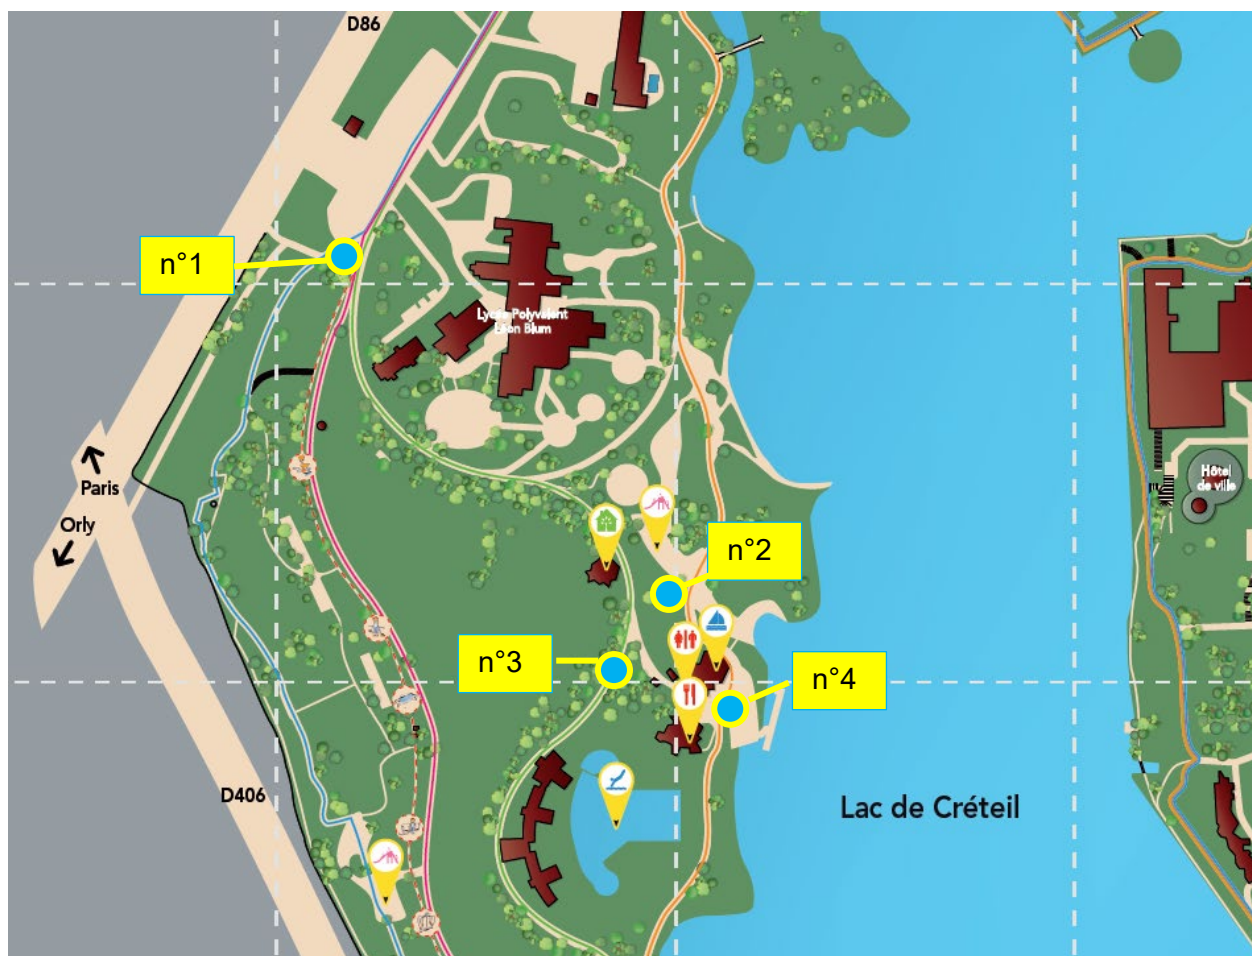 D86
n°1
Lycée Polyvalent
Léon Blum
Paris
Orly
Hôtel
de ville
n°2
n°3
n°4
D406
Lac de Créteil